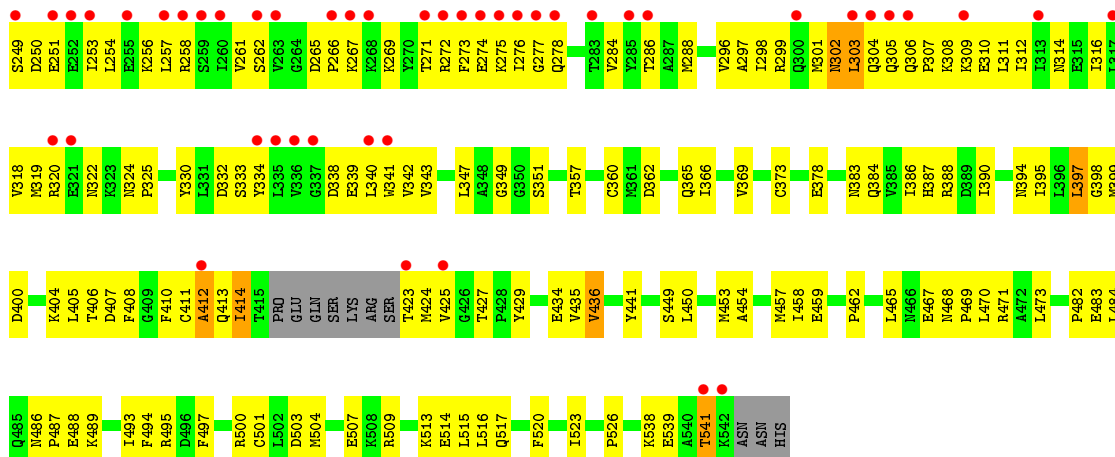 S249 D250 E251 E252 I253 L254 E255 K256 L257 R258 S259 I260 V261 S262 V263 G264 D265 P266 K267 K268 K269 Y270 T271 R272 F273 E274 K275 I276 G277 Q278 T283 V284 Y285 T286 A287 M288 V296 A297 I298 R299 Q300 M301 N302 L303 Q304 Q305 Q306 P307 K308 K309 E310 L311 I312 I313 N314 E315 I316 L317
V318 M319 R320 E321 N322 K323 N324 P325 Y330 L331 D332 S333 Y334 L335 V336 G337 D338 E339 L340 W341 V342 V343 L347 A348 G349 G350 S351 T357 C360 M361 D362 Q365 I366 V369 C373 E378 N383 Q384 V385 I386 H387 R388 D389 I390 N394 I395 L396 L397 G398 M399
D400 K404 L405 T406 D407 F408 G409 F410 C411 A412 Q413 I414 T415 PRO GLU GLN SER LYS ARG SER T423 M424 V425 G426 T427 P428 Y429 E434 V435 V436 Y441 S449 L450 M453 A454 M457 I458 E459 P462 L465 N466 E467 N468 P469 L470 R471 A472 L473 P482 E483 L484
Q485 N486 P487 E488 K489 I493 F494 R495 D496 F497 R500 C501 L502 D503 M504 E507 K508 R509 K513 E514 L515 L516 Q517 F520 I523 P526 K538 E539 A540 T541 K542 ASN ASN HIS